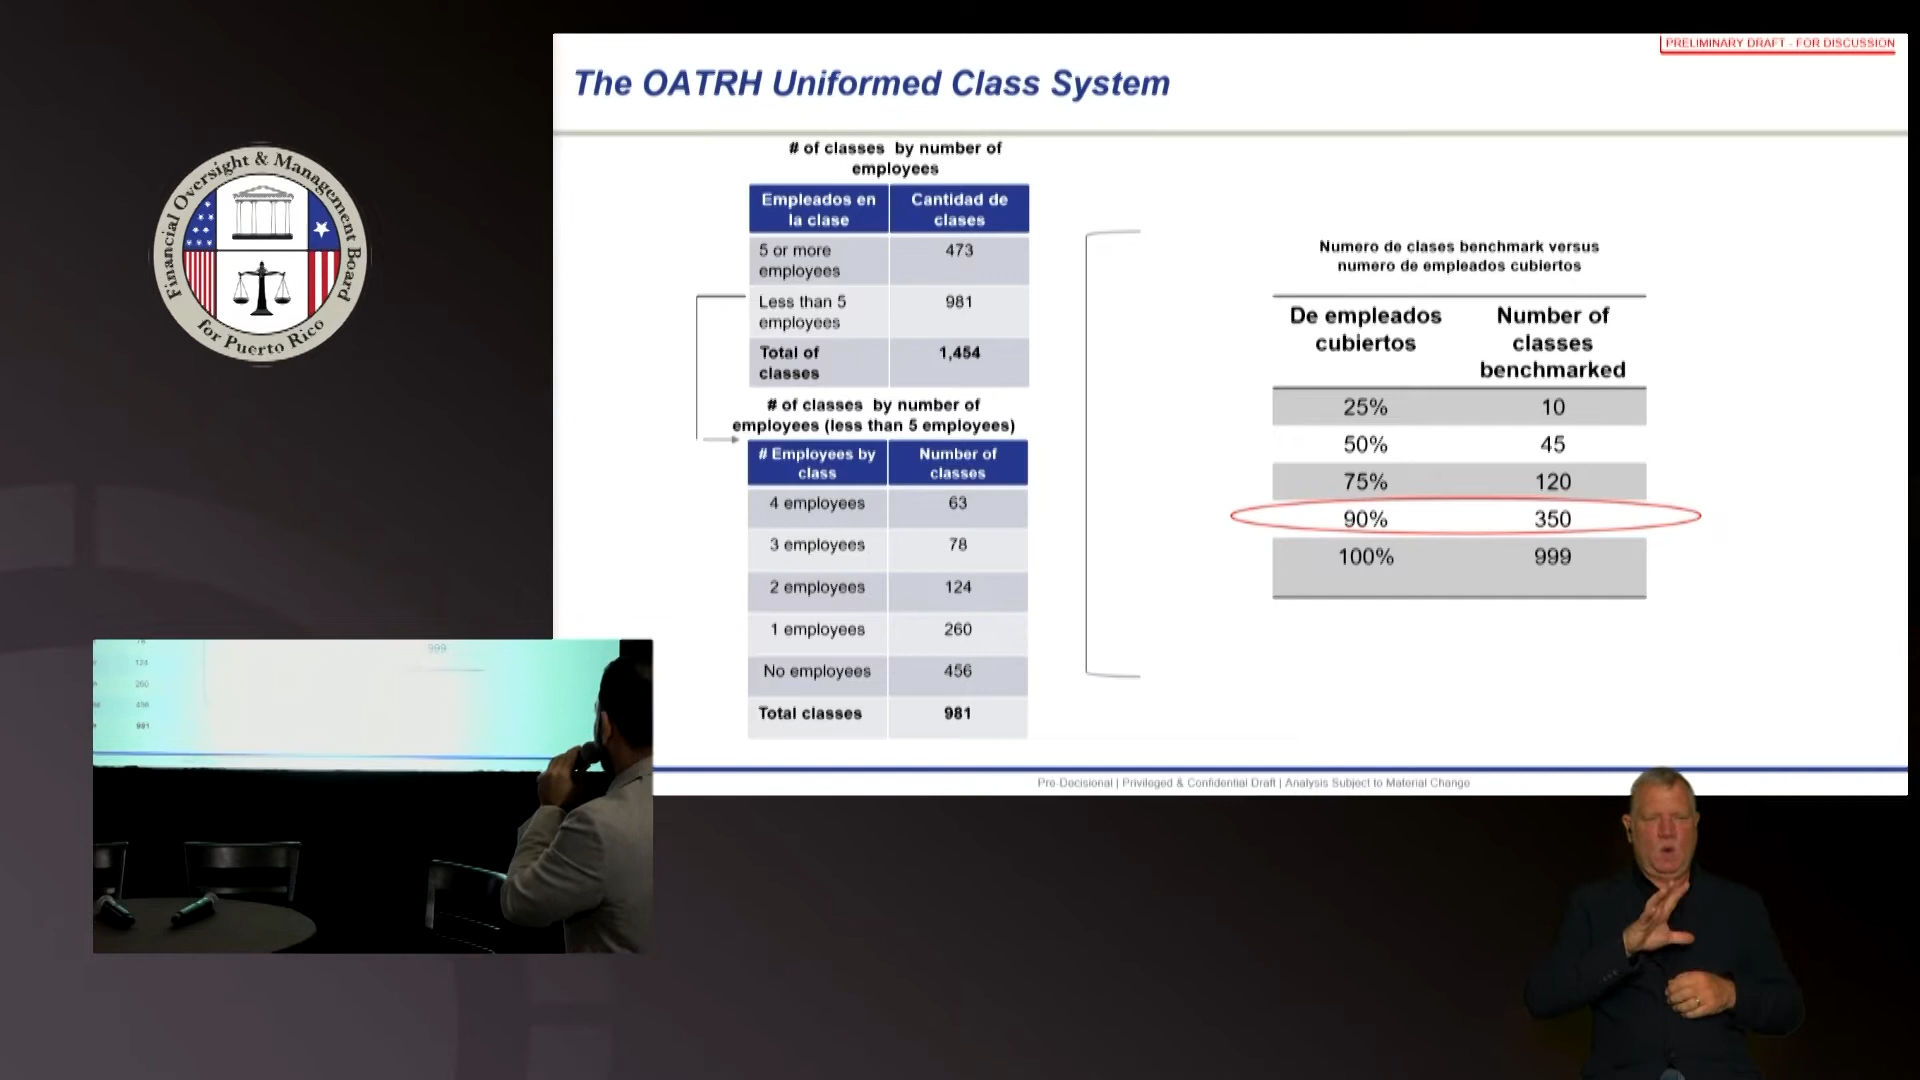 PRELIMINARY DRAFT - FOR DISCUSSION
The OATRH Uniformed Class System
Financial Oversight & Management Board
for Puerto Rico
# of classes by number of
employees
Empleados en
la clase
Cantidad de
clases
5 or more
employees
473
Less than 5
employees
981
Total of
classes
1,454
# of classes by number of
employees (less than 5 employees)
# Employees by
class
Number of
classes
4 employees 63
3 employees 78
2 employees 124
1 employees 260
No employees 456
Total classes 981
Numero de clases benchmark versus
numero de empleados cubiertos
De empleados
cubiertos
Number of
classes
benchmarked
25% 10
50% 45
75% 120
90% 350
100% 999
Pre-Decisional | Privileged & Confidential Draft | Analysis Subject to Material Change
999
124
260
456
981